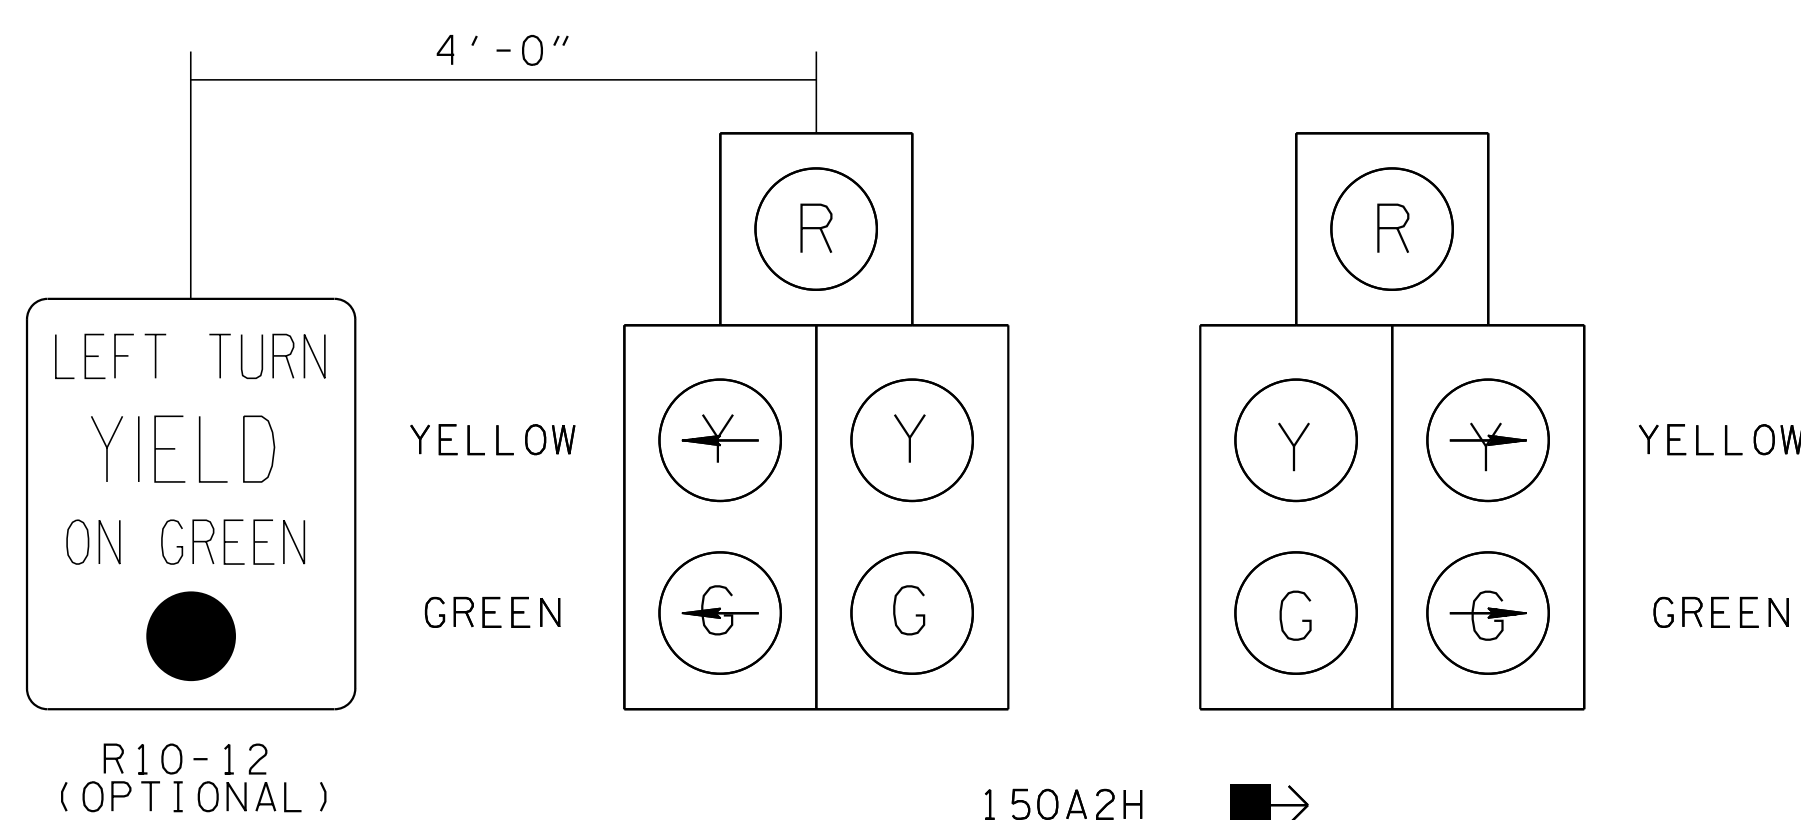 4'-0"
R
R
LEFT TURN
YIELD
ON GREEN
YELLOW
Y
Y
Y
Y
YELLOW
GREEN
G
G
G
G
GREEN
R10-12
(OPTIONAL)
150A2H